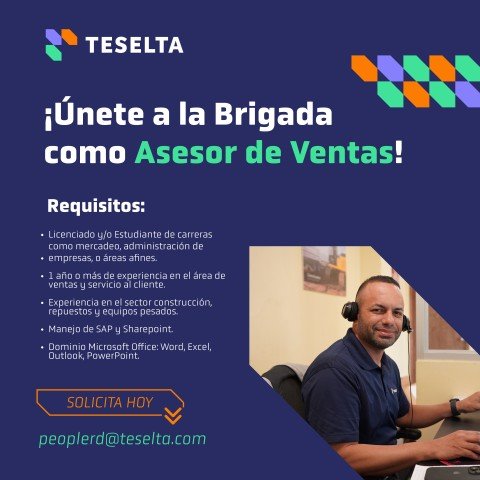 TESELTA
¡Únete a la Brigada
como Asesor de Ventas!
Requisitos:
• Licenciado y/o Estudiante de carreras
como mercadeo, administración de
• empresas, o áreas afines.
• 1 año o más de experiencia en el área de
ventas y servicio al cliente.
• Experiencia en el sector construcción,
repuestos y equipos pesados.
• Manejo de SAP y Sharepoint.
• Dominio Microsoft Office: Word, Excel,
Outlook, PowerPoint.
SOLICITA HOY
peoplerd@teselta.com